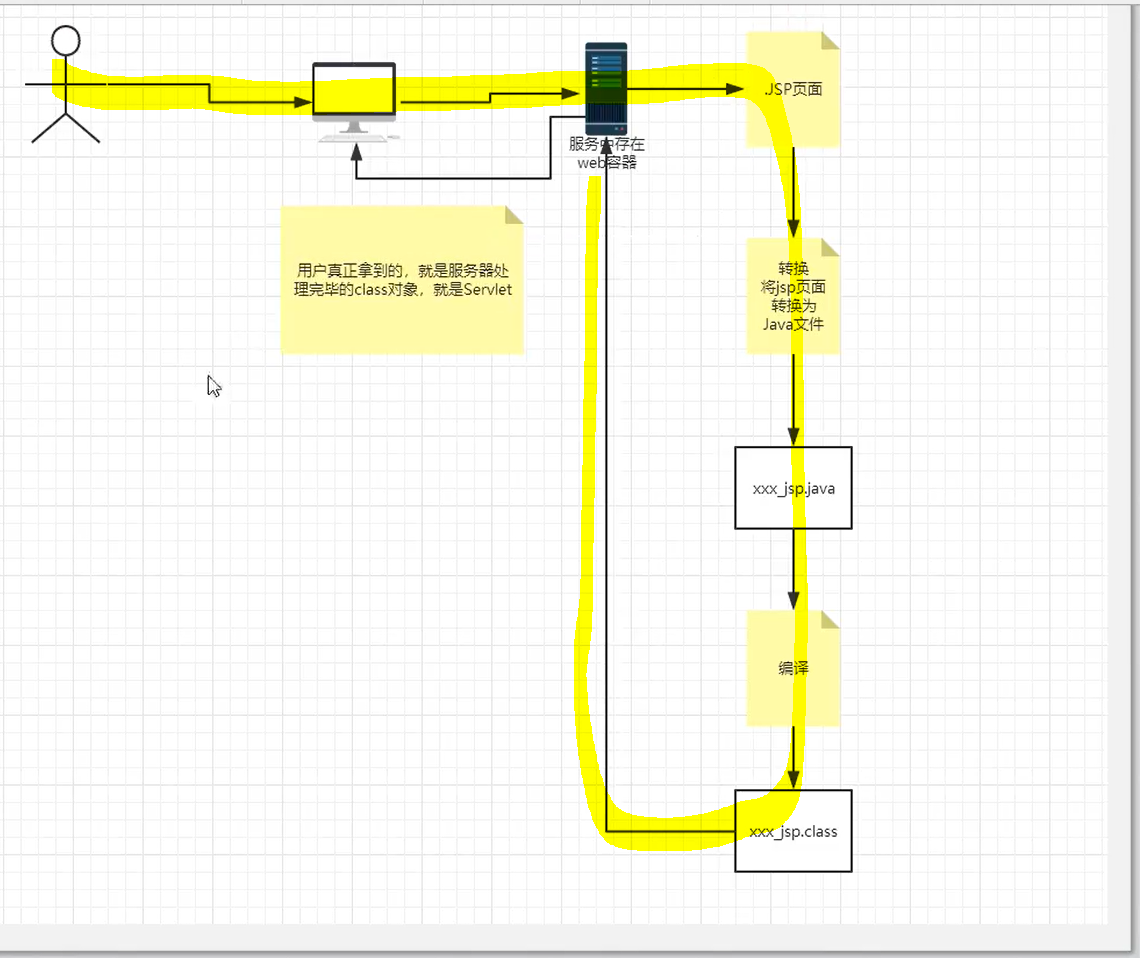 JSP页面
服务中存在
web容器
用户真正拿到的，就是服务器处
理完毕的class对象，就是Servlet
转换
将jsp页面
转换为
Java文件
xxx_jsp.java
编译
xxx_jsp.class